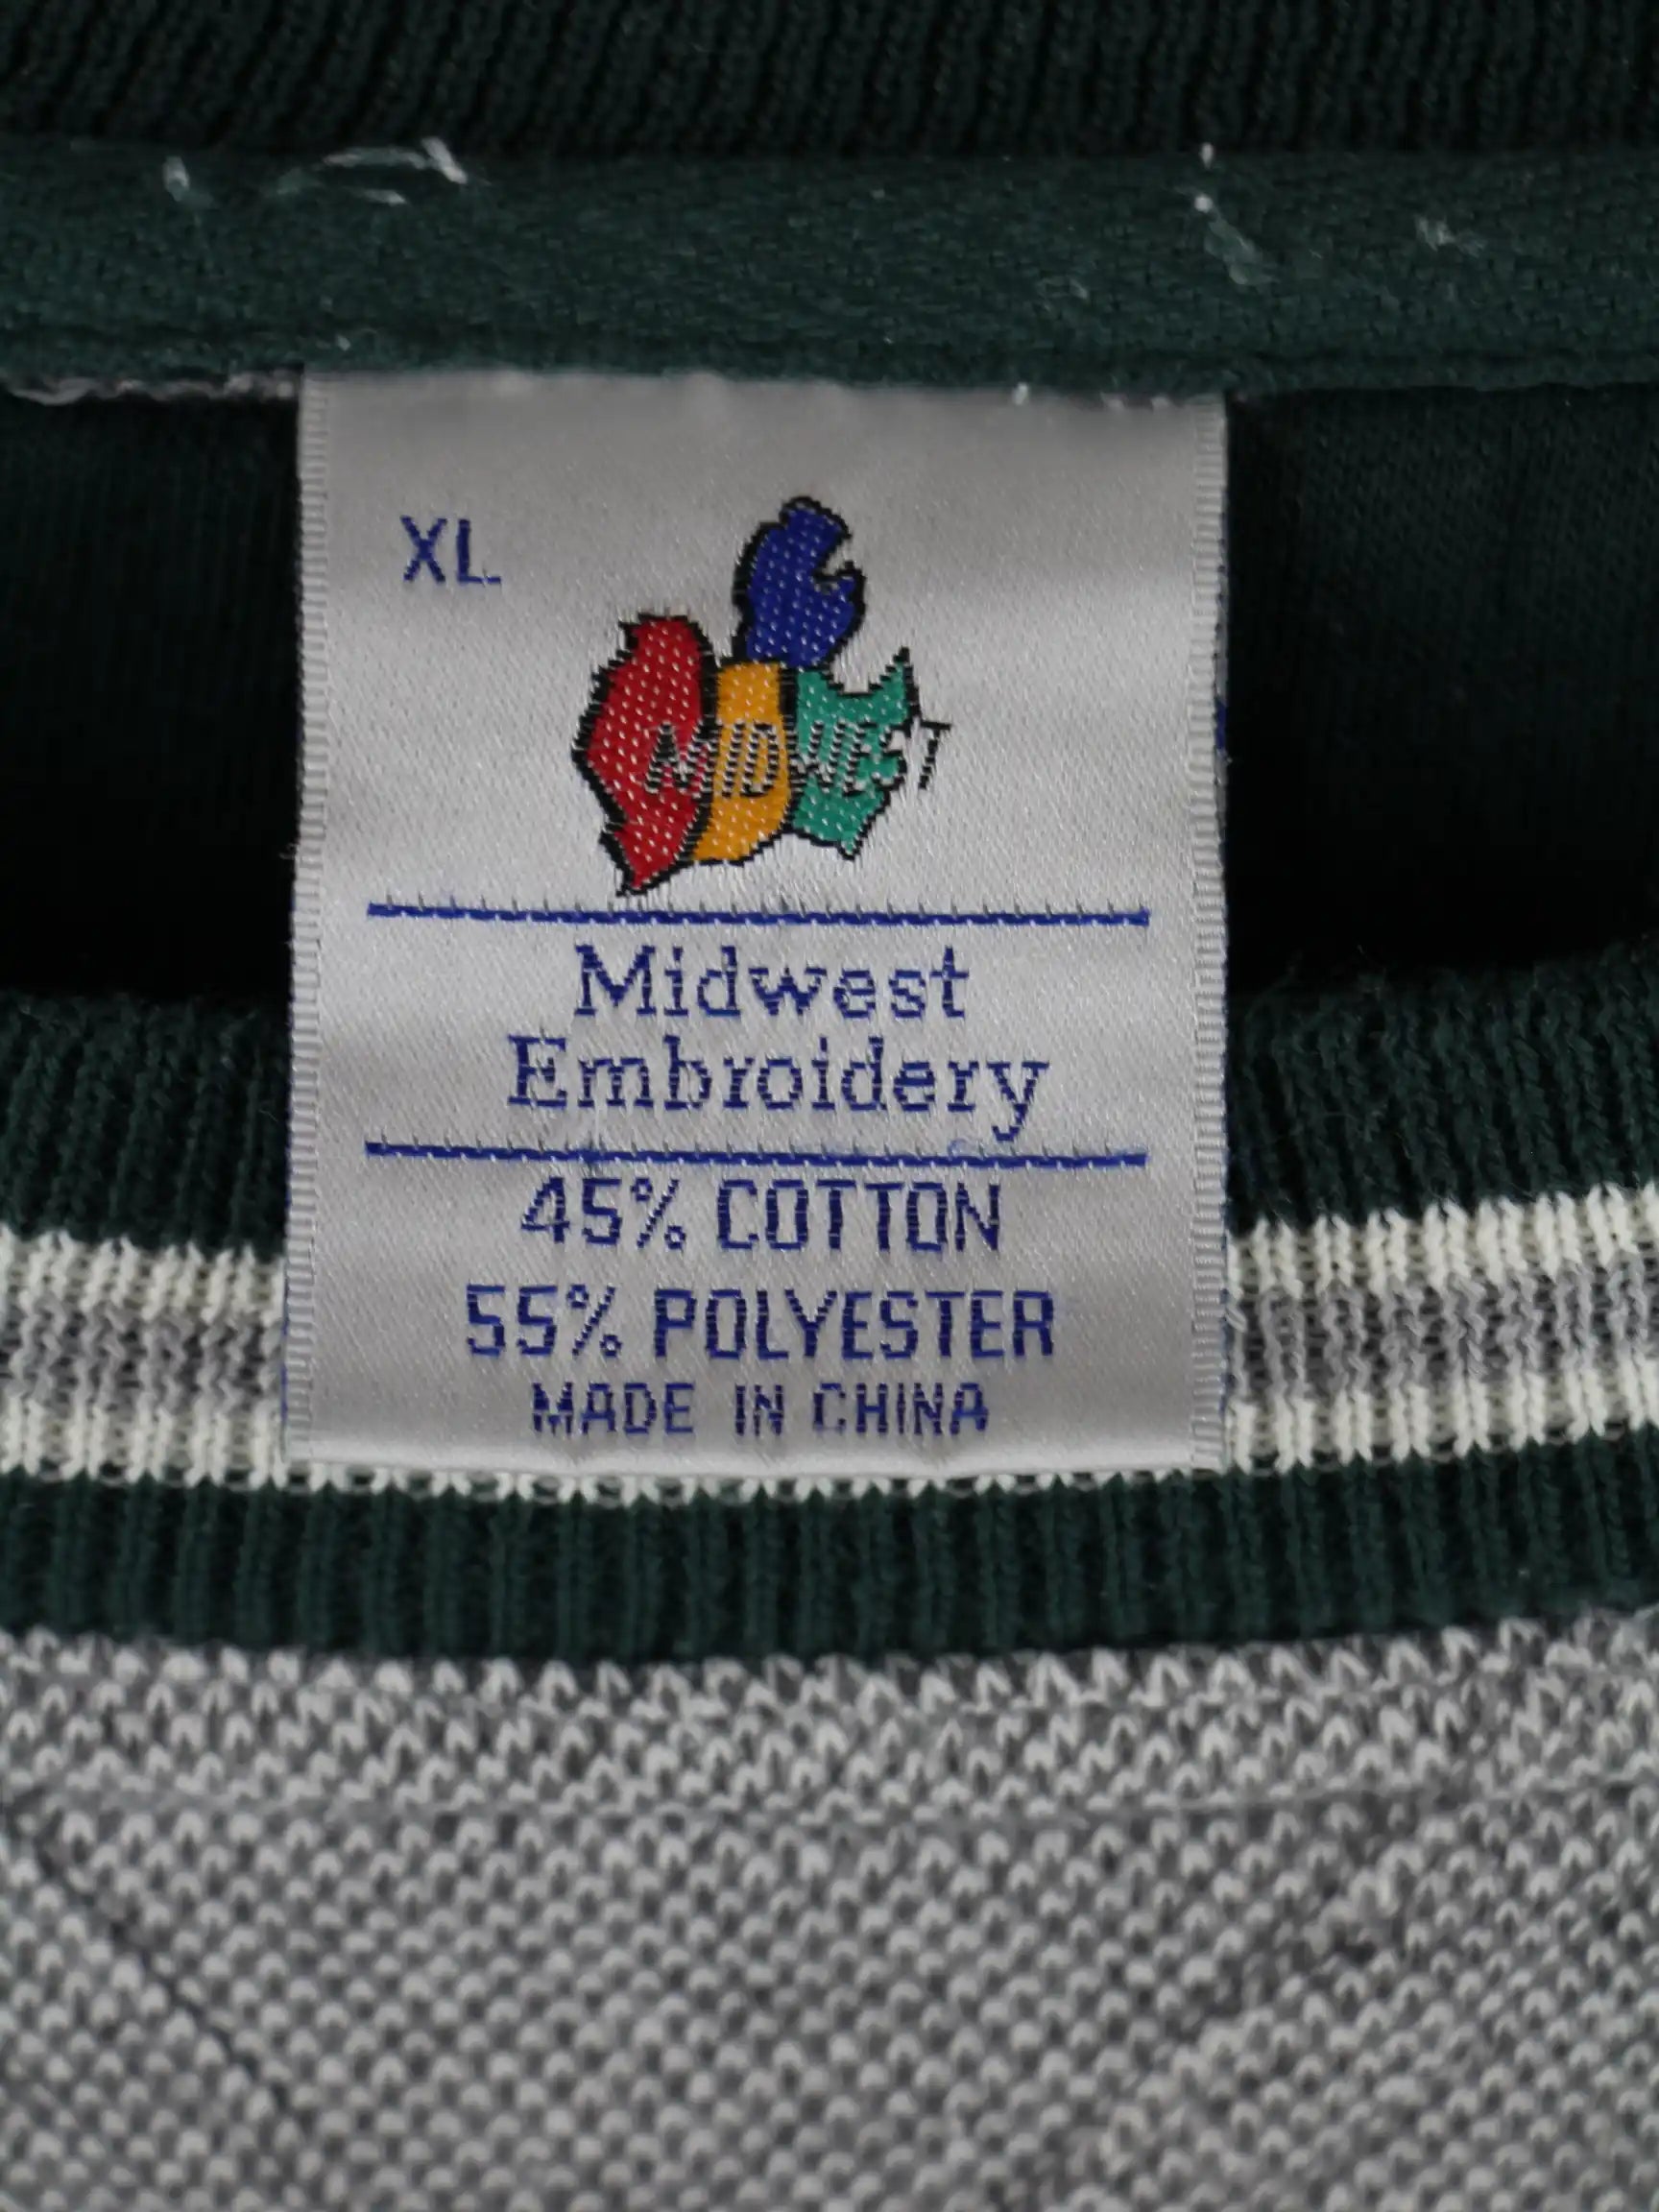 XL
MIDWEST
Midwest
Embroidery
45% COTTON
55% POLYESTER
MADE IN CHINA